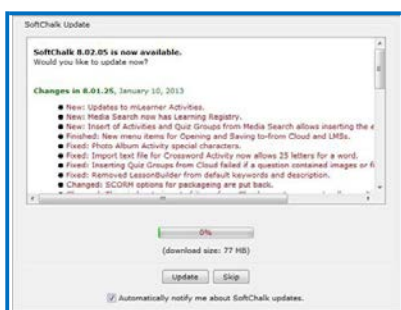 SoftChalk Update
SoftChalk 8.02.05 is now available.
Would you like to update now?
Changes in 8.01.25, January 10, 2013
New: Updates to mLearner Activities.
New: Media Search now has Learning Registry.
New: Insert of Activities and Quiz Groups from Media Search allows inserting the e
Finished: New menu items for Opening and Saving to-from Cloud and LMSs.
Fixed: Photo Album Activity special characters.
Fixed: Import text file for Crossword Activity now allows 25 letters for a word.
Fixed: Inserting Quiz Groups from Cloud failed if a question contained images or
Fixed: Removed LessonBuilder from default keywords and description.
Changed: SCORM options for packageing are put back.
0%
(download size: 77 MB)
Update Skip
Automatically notify me about SoftChalk updates.